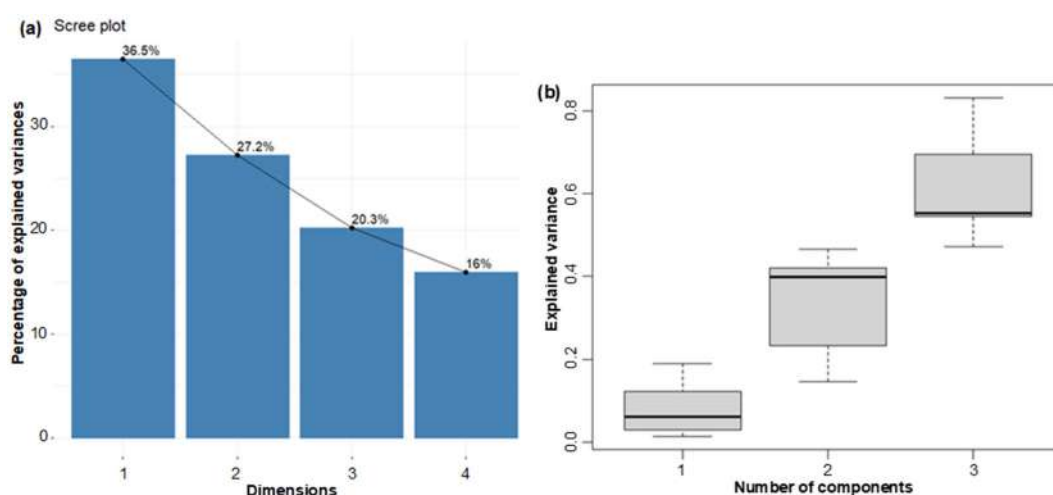 (a) Scree plot
36.5%
27.2%
20.3%
16%
Percentage of explained variances
30
20
10
0
1 2 3 4
Dimensions
(b)
Explained variance
0.8
0.6
0.4
0.2
0.0
1 2 3
Number of components